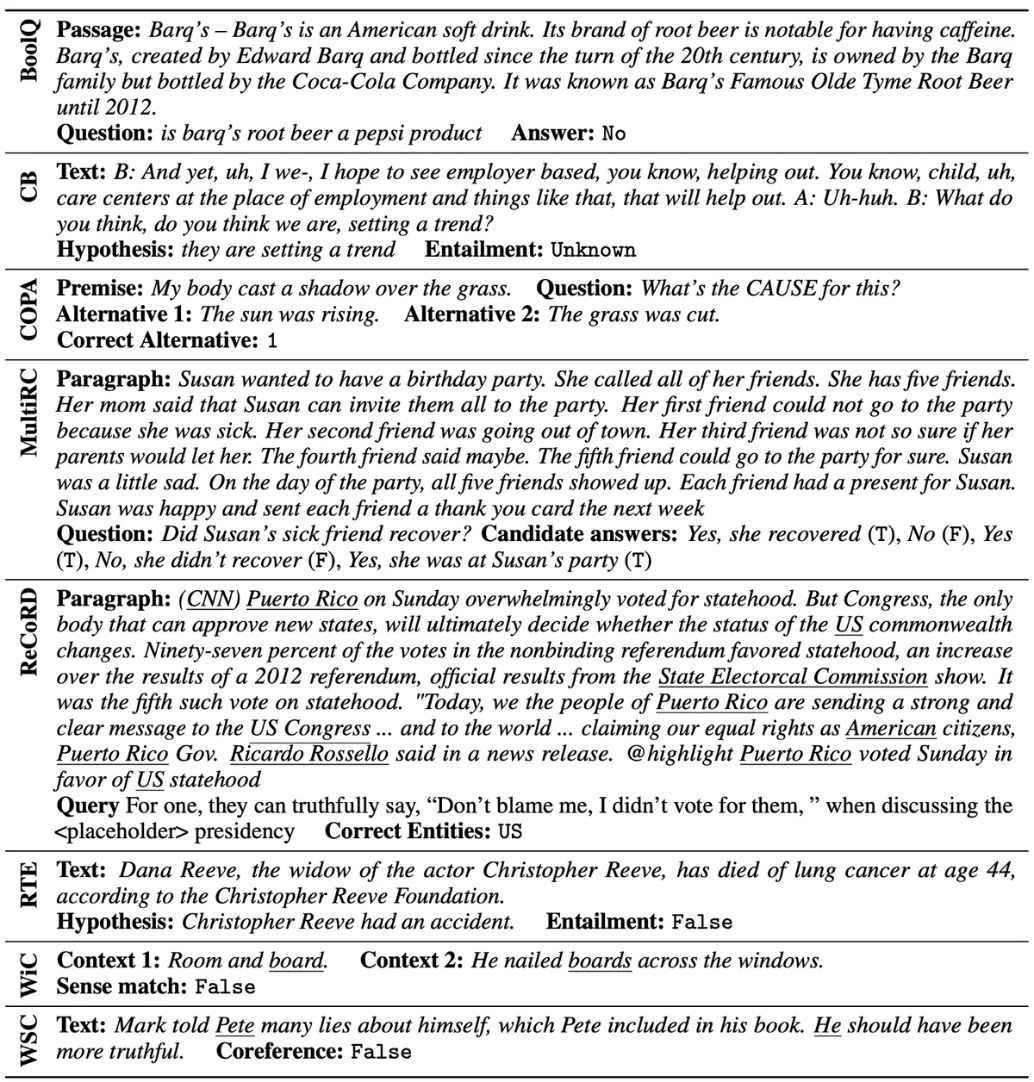 BoolQ
Passage: Barq's – Barq's is an American soft drink. Its brand of root beer is notable for having caffeine.
Barq's, created by Edward Barq and bottled since the turn of the 20th century, is owned by the Barq
family but bottled by the Coca-Cola Company. It was known as Barq's Famous Olde Tyme Root Beer
until 2012.
Question: is barq's root beer a pepsi product Answer: No
CB
Text: B: And yet, uh, I we-, I hope to see employer based, you know, helping out. You know, child, uh,
care centers at the place of employment and things like that, that will help out. A: Uh-huh. B: What do
you think, do you think we are, setting a trend?
Hypothesis: they are setting a trend Entailment: Unknown
COPA
Premise: My body cast a shadow over the grass. Question: What's the CAUSE for this?
Alternative 1: The sun was rising. Alternative 2: The grass was cut.
Correct Alternative: 1
MultiRC
Paragraph: Susan wanted to have a birthday party. She called all of her friends. She has five friends.
Her mom said that Susan can invite them all to the party. Her first friend could not go to the party
because she was sick. Her second friend was going out of town. Her third friend was not so sure if her
parents would let her. The fourth friend said maybe. The fifth friend could go to the party for sure. Susan
was a little sad. On the day of the party, all five friends showed up. Each friend had a present for Susan.
Susan was happy and sent each friend a thank you card the next week
Question: Did Susan's sick friend recover? Candidate answers: Yes, she recovered (T), No (F), Yes
(T), No, she didn't recover (F), Yes, she was at Susan's party (T)
ReCoRD
Paragraph: (CNN) Puerto Rico on Sunday overwhelmingly voted for statehood. But Congress, the only
body that can approve new states, will ultimately decide whether the status of the US commonwealth
changes. Ninety-seven percent of the votes in the nonbinding referendum favored statehood, an increase
over the results of a 2012 referendum, official results from the State Electorcal Commission show. It
was the fifth such vote on statehood. "Today, we the people of Puerto Rico are sending a strong and
clear message to the US Congress ... and to the world ... claiming our equal rights as American citizens,
Puerto Rico Gov. Ricardo Rossello said in a news release. @highlight Puerto Rico voted Sunday in
favor of US statehood
Query For one, they can truthfully say, “Don't blame me, I didn't vote for them, ” when discussing the
<placeholder> presidency Correct Entities: US
RTE
Text: Dana Reeve, the widow of the actor Christopher Reeve, has died of lung cancer at age 44,
according to the Christopher Reeve Foundation.
Hypothesis: Christopher Reeve had an accident. Entailment: False
WiC
Context 1: Room and board. Context 2: He nailed boards across the windows.
Sense match: False
WSC
Text: Mark told Pete many lies about himself, which Pete included in his book. He should have been
more truthful. Coreference: False